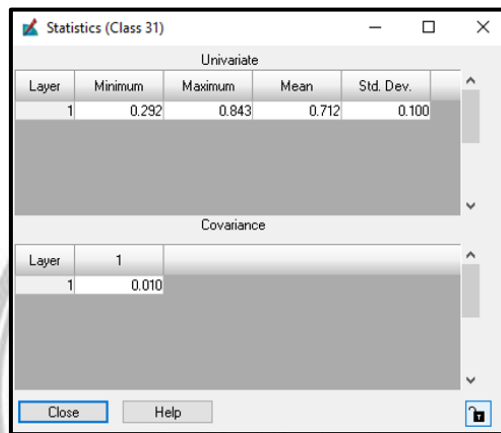 Statistics (Class 31)
Univariate
Layer Minimum Maximum Mean Std. Dev.
1 0.292 0.843 0.712 0.100
Covariance
Layer 1
1 0.010
Close Help